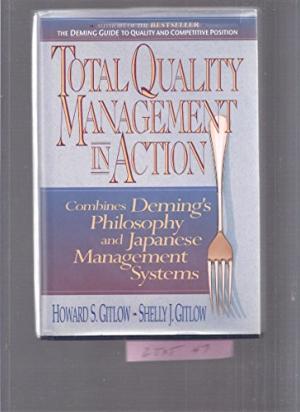 AUTHORS OF THE BESTSELLER
THE DEMING GUIDE TO QUALITY AND COMPETITIVE POSITION
TOTAL QUALITY
MANAGEMENT
IN ACTION
COMBINES DEMING'S
PHILOSOPHY
AND JAPANESE
MANAGEMENT
SYSTEMS
HOWARD S. GITLOW – SHELLY J. GITLOW